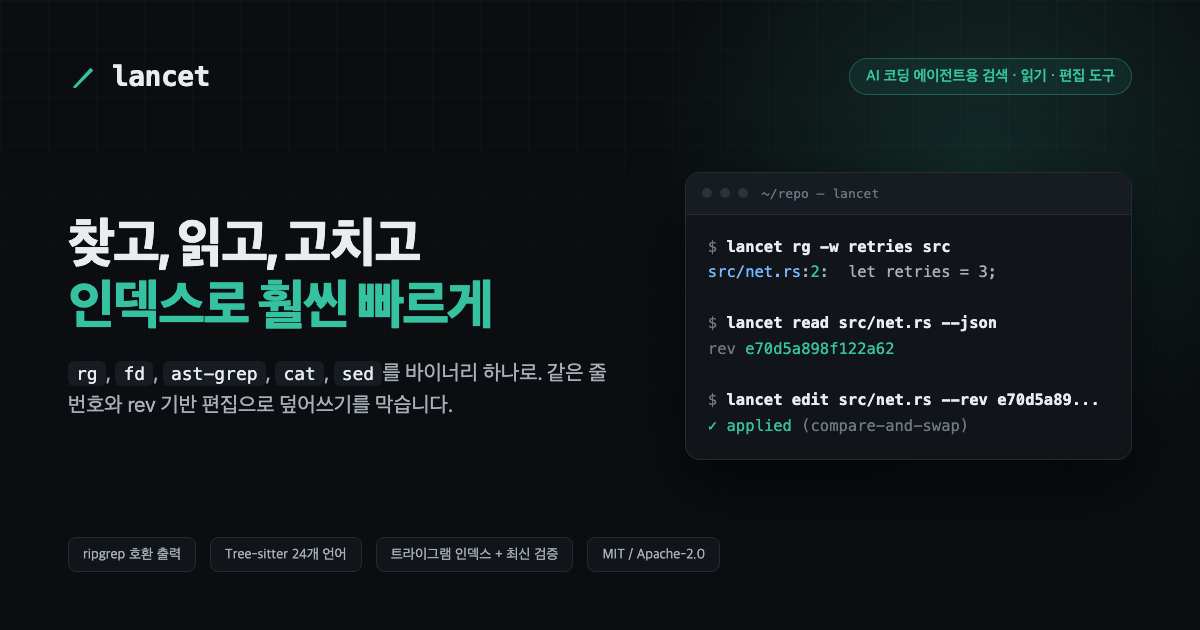 lancet
AI 코딩 에이전트용 검색 · 읽기 · 편집 도구
찾고, 읽고, 고치고
인덱스로 훨씬 빠르게
rg, fd, ast-grep, cat, sed를 바이너리 하나로. 같은 줄
번호와 rev 기반 편집으로 덮어쓰기를 막습니다.
~/repo — lancet
$ lancet rg -w retries src
src/net.rs:2:  let retries = 3;
$ lancet read src/net.rs --json
rev e70d5a898f122a62
$ lancet edit src/net.rs --rev e70d5a89...
✓ applied (compare-and-swap)
ripgrep 호환 출력
Tree-sitter 24개 언어
트라이그램 인덱스 + 최신 검증
MIT / Apache-2.0